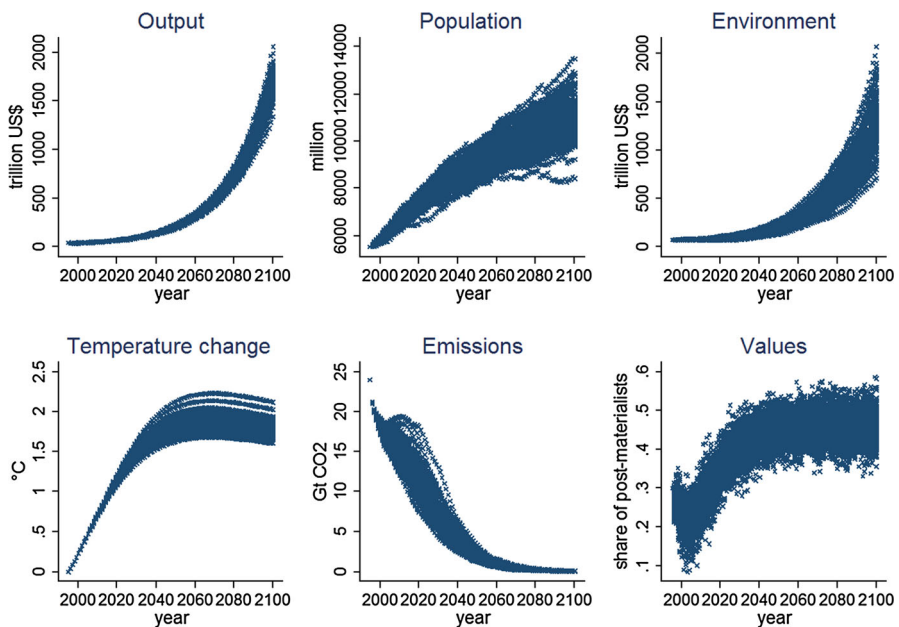 Output
trillion US$
0 500 1000 1500 2000
2000 2020 2040 2060 2080 2100
year
Population
million
6000 8000 10000 12000 14000
2000 2020 2040 2060 2080 2100
year
Environment
trillion US$
0 500 1000 1500 2000
2000 2020 2040 2060 2080 2100
year
Temperature change
°C
0 .5 1 1.5 2 2.5
2000 2020 2040 2060 2080 2100
year
Emissions
Gt CO2
0 5 10 15 20 25
2000 2020 2040 2060 2080 2100
year
Values
share of post-materialists
.1 .2 .3 .4 .5 .6
2000 2020 2040 2060 2080 2100
year